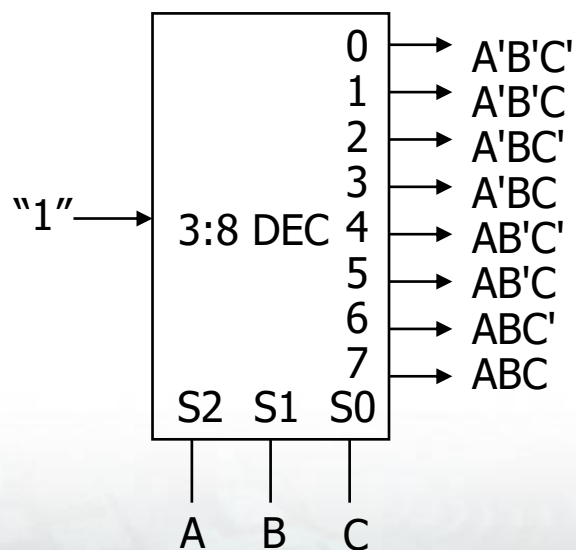 0 A'B'C'
1 A'B'C
2 A'BC'
3 A'BC
“1” 3:8 DEC 4 AB'C'
5 AB'C
6 ABC'
7 ABC
S2 S1 S0
A B C